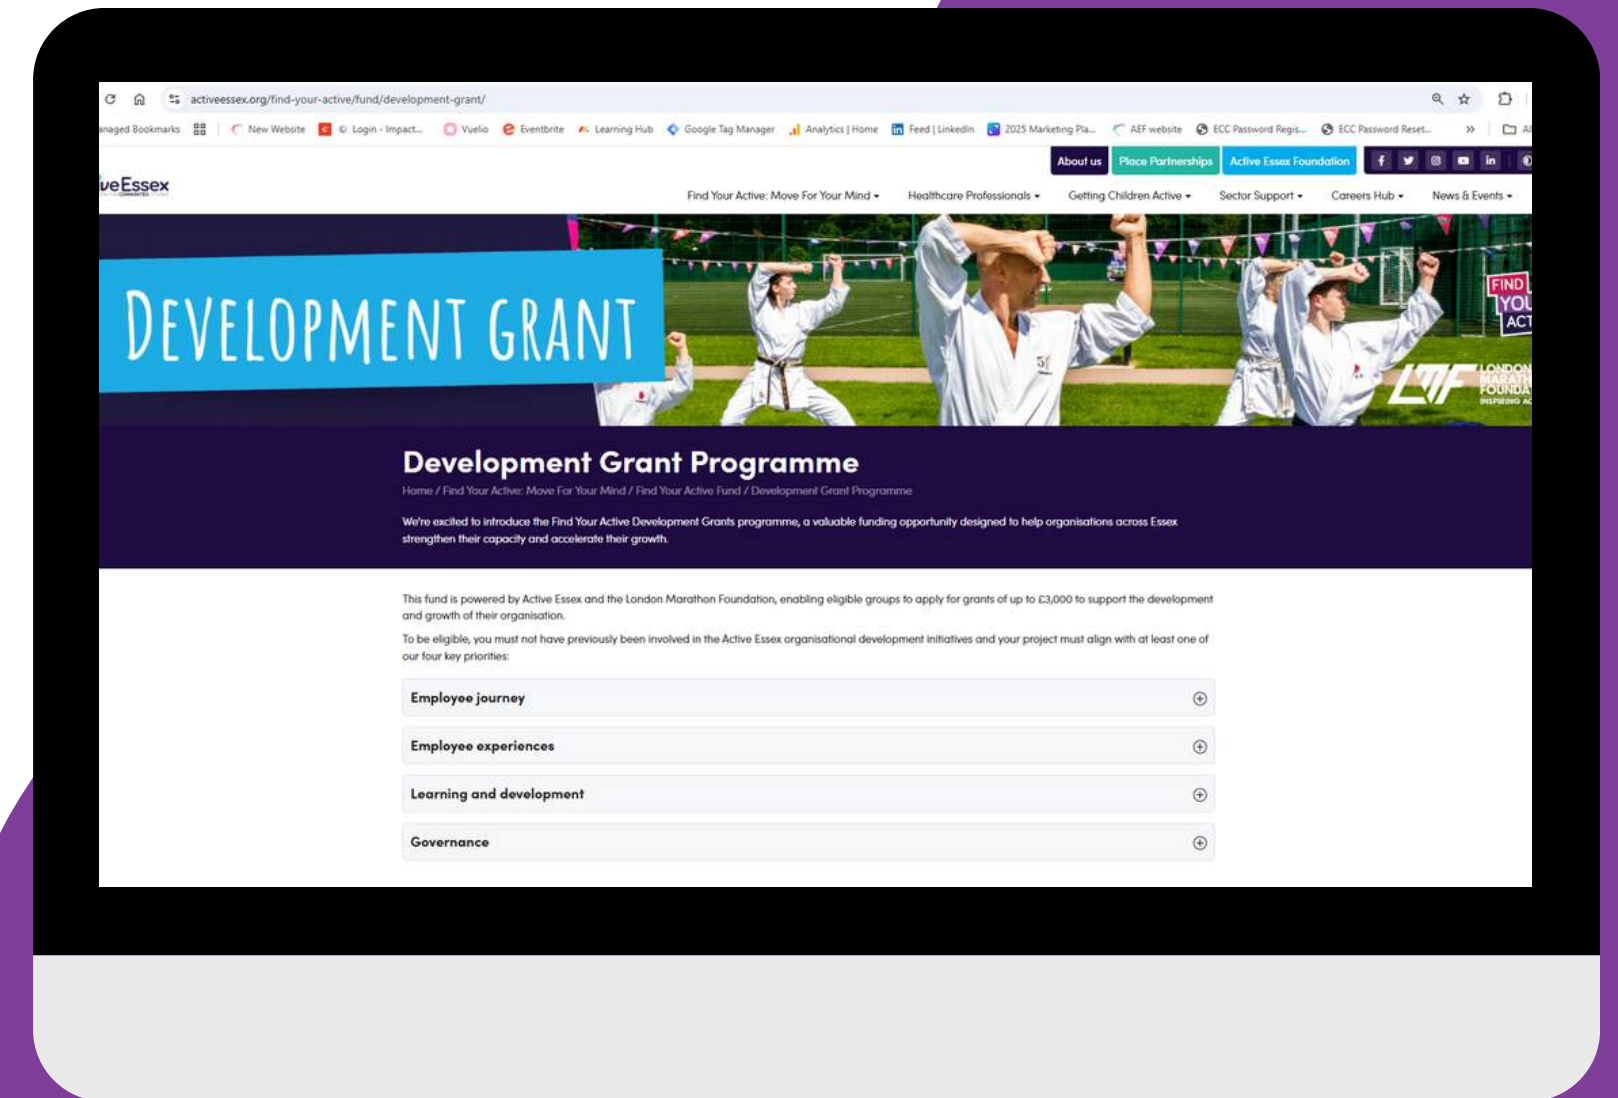 activeessex.org/find-your-active/fund/development-grant/
anaged Bookmarks New Website Login - Impact... Vuelio Eventbrite Learning Hub Google Tag Manager Analytics | Home Feed | LinkedIn 2025 Marketing Pla... AEF website ECC Password Regis... ECC Password Reset... » Al
About us Place Partnerships Active Essex Foundation
veEssex
Find Your Active: Move For Your Mind Healthcare Professionals Getting Children Active Sector Support Careers Hub News & Events
DEVELOPMENT GRANT
FIND
YOU
ACT
LMF
LONDON
MARATH
FOUNDA
INSPIRING AC
Development Grant Programme
Home / Find Your Active: Move For Your Mind / Find Your Active Fund / Development Grant Programme
We're excited to introduce the Find Your Active Development Grants programme, a valuable funding opportunity designed to help organisations across Essex
strengthen their capacity and accelerate their growth.
This fund is powered by Active Essex and the London Marathon Foundation, enabling eligible groups to apply for grants of up to £3,000 to support the development
and growth of their organisation.
To be eligible, you must not have previously been involved in the Active Essex organisational development initiatives and your project must align with at least one of
our four key priorities:
Employee journey
Employee experiences
Learning and development
Governance